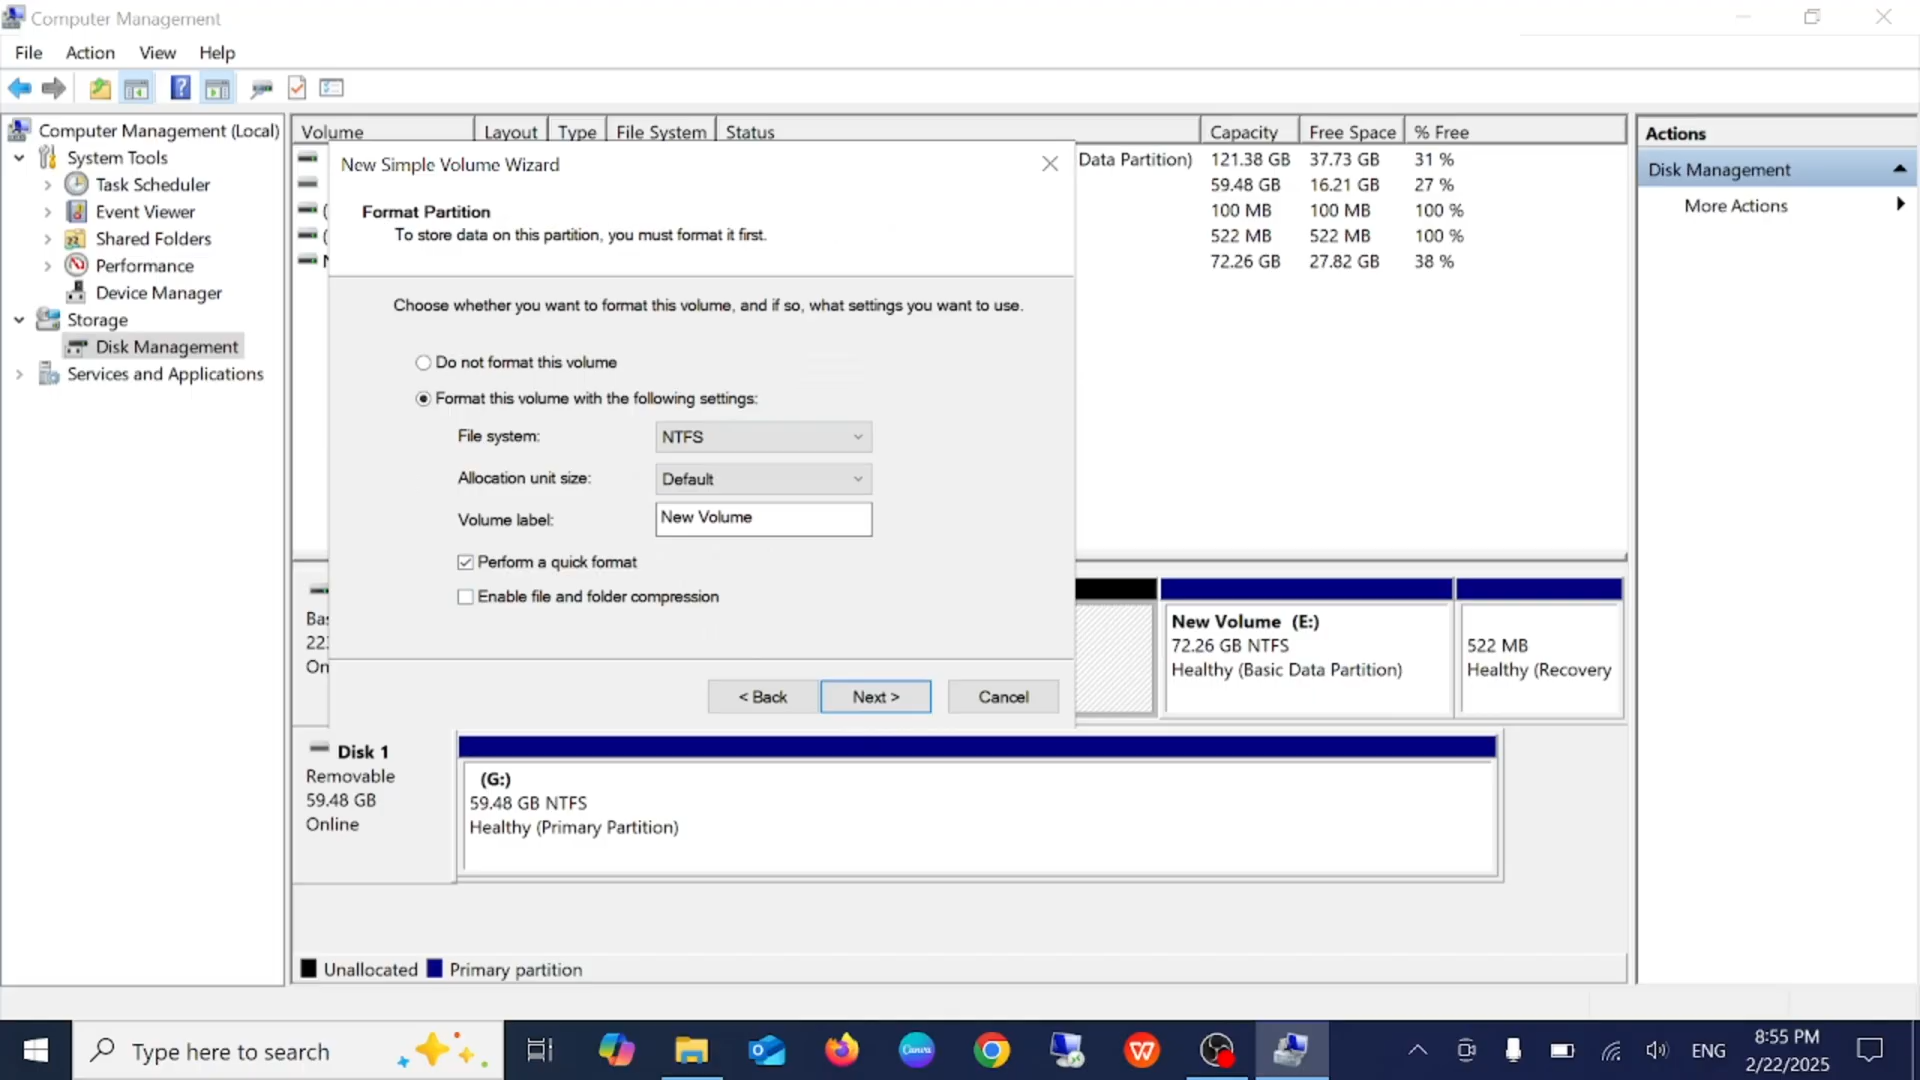 Computer Management
File Action View Help
Computer Management (Local)
System Tools
Task Scheduler
Event Viewer
Shared Folders
Performance
Device Manager
Storage
Disk Management
Services and Applications
Volume Layout Type File System Status Capacity Free Space % Free
Data Partition) 121.38 GB 37.73 GB 31 %
59.48 GB 16.21 GB 27 %
( 100 MB 100 MB 100 %
( 522 MB 522 MB 100 %
72.26 GB 27.82 GB 38 %
New Simple Volume Wizard
Format Partition
To store data on this partition, you must format it first.
Choose whether you want to format this volume, and if so, what settings you want to use.
Do not format this volume
Format this volume with the following settings:
File system: NTFS
Allocation unit size: Default
Volume label: New Volume
Perform a quick format
Enable file and folder compression
< Back Next > Cancel
Bas
22
On
New Volume (E:)
72.26 GB NTFS
Healthy (Basic Data Partition)
522 MB
Healthy (Recovery
Disk 1
Removable
59.48 GB
Online
(G:)
59.48 GB NTFS
Healthy (Primary Partition)
Unallocated Primary partition
Actions
Disk Management
More Actions
Type here to search
Canva
W
ENG
8:55 PM
2/22/2025